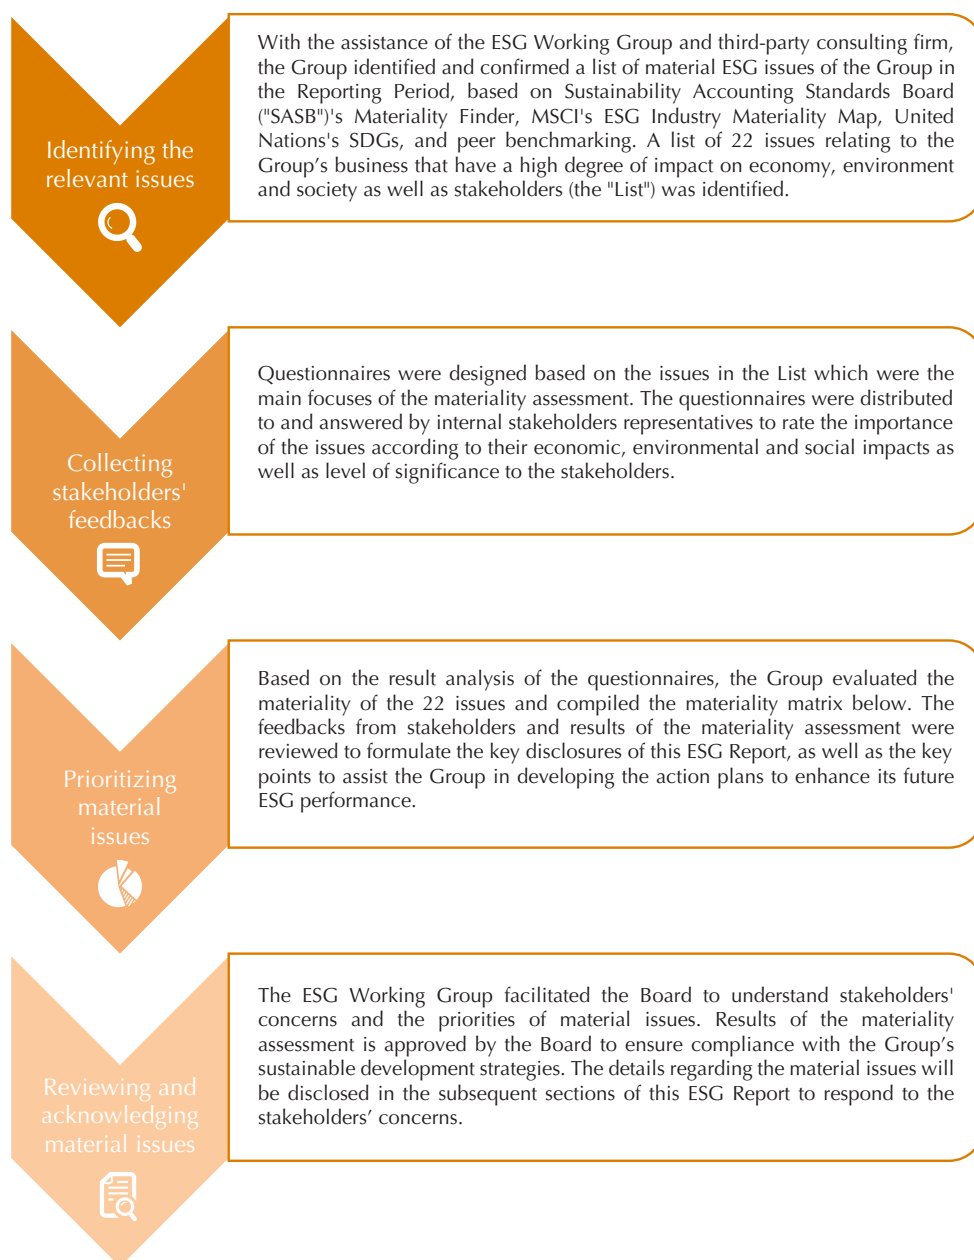 Identifying the
relevant issues
With the assistance of the ESG Working Group and third-party consulting firm,
the Group identified and confirmed a list of material ESG issues of the Group in
the Reporting Period, based on Sustainability Accounting Standards Board
("SASB")'s Materiality Finder, MSCI's ESG Industry Materiality Map, United
Nations's SDGs, and peer benchmarking. A list of 22 issues relating to the
Group’s business that have a high degree of impact on economy, environment
and society as well as stakeholders (the "List") was identified.
Collecting
stakeholders'
feedbacks
Questionnaires were designed based on the issues in the List which were the
main focuses of the materiality assessment. The questionnaires were distributed
to and answered by internal stakeholders representatives to rate the importance
of the issues according to their economic, environmental and social impacts as
well as level of significance to the stakeholders.
Prioritizing
material
issues
Based on the result analysis of the questionnaires, the Group evaluated the
materiality of the 22 issues and compiled the materiality matrix below. The
feedbacks from stakeholders and results of the materiality assessment were
reviewed to formulate the key disclosures of this ESG Report, as well as the key
points to assist the Group in developing the action plans to enhance its future
ESG performance.
Reviewing and
acknowledging
material issues
The ESG Working Group facilitated the Board to understand stakeholders'
concerns and the priorities of material issues. Results of the materiality
assessment is approved by the Board to ensure compliance with the Group’s
sustainable development strategies. The details regarding the material issues will
be disclosed in the subsequent sections of this ESG Report to respond to the
stakeholders’ concerns.